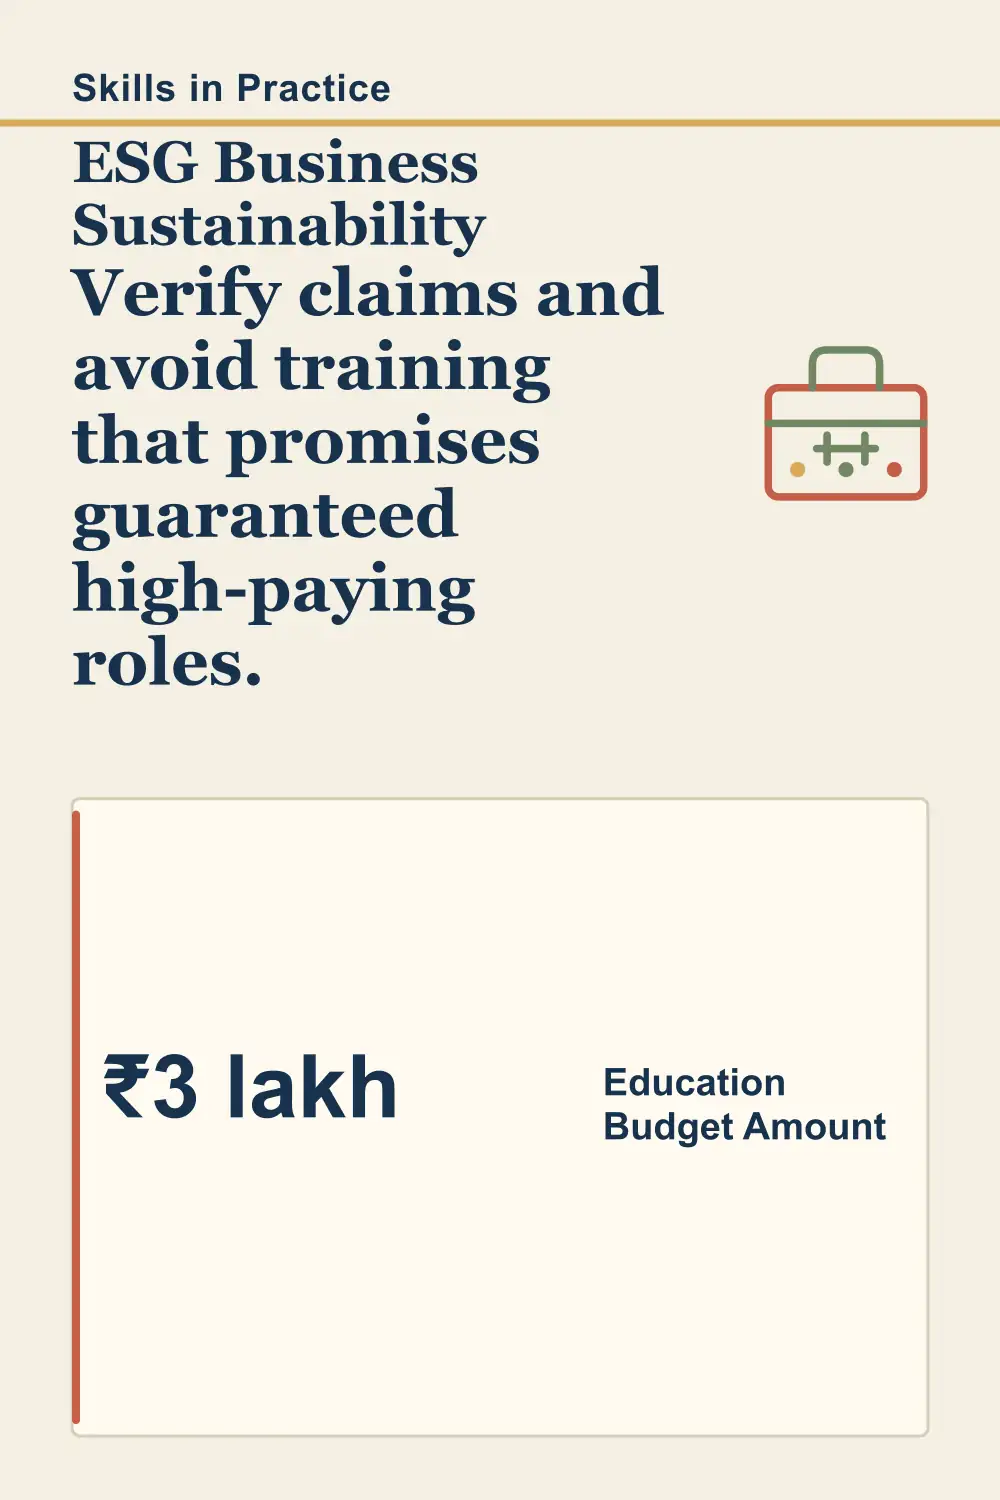 Skills in Practice
ESG Business
Sustainability
Verify claims and
avoid training
that promises
guaranteed
high-paying
roles.
₹3 lakh
Education
Budget Amount